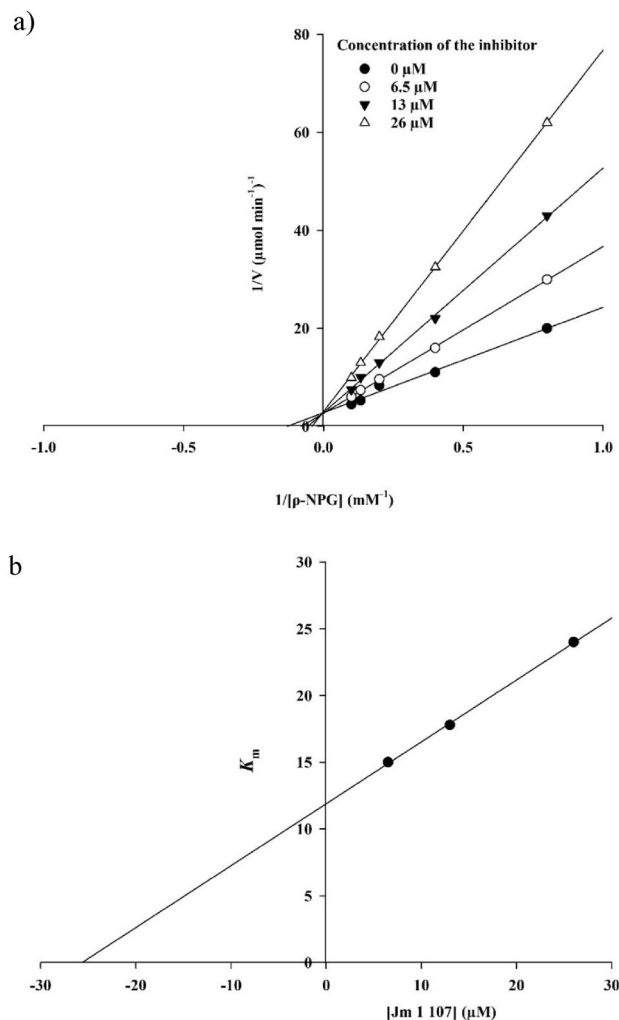 a)
80
60
40
20
0
Concentration of the inhibitor
0 µM
6.5 µM
13 µM
26 µM
1/V (µmol min⁻¹)⁻¹
-1.0 -0.5 0.0 0.5 1.0
1/[ρ-NPG] (mM⁻¹)
b
30
25
20
15
10
5
0
Km
-30 -20 -10 0 10 20 30
[Jm 1 107] (µM)